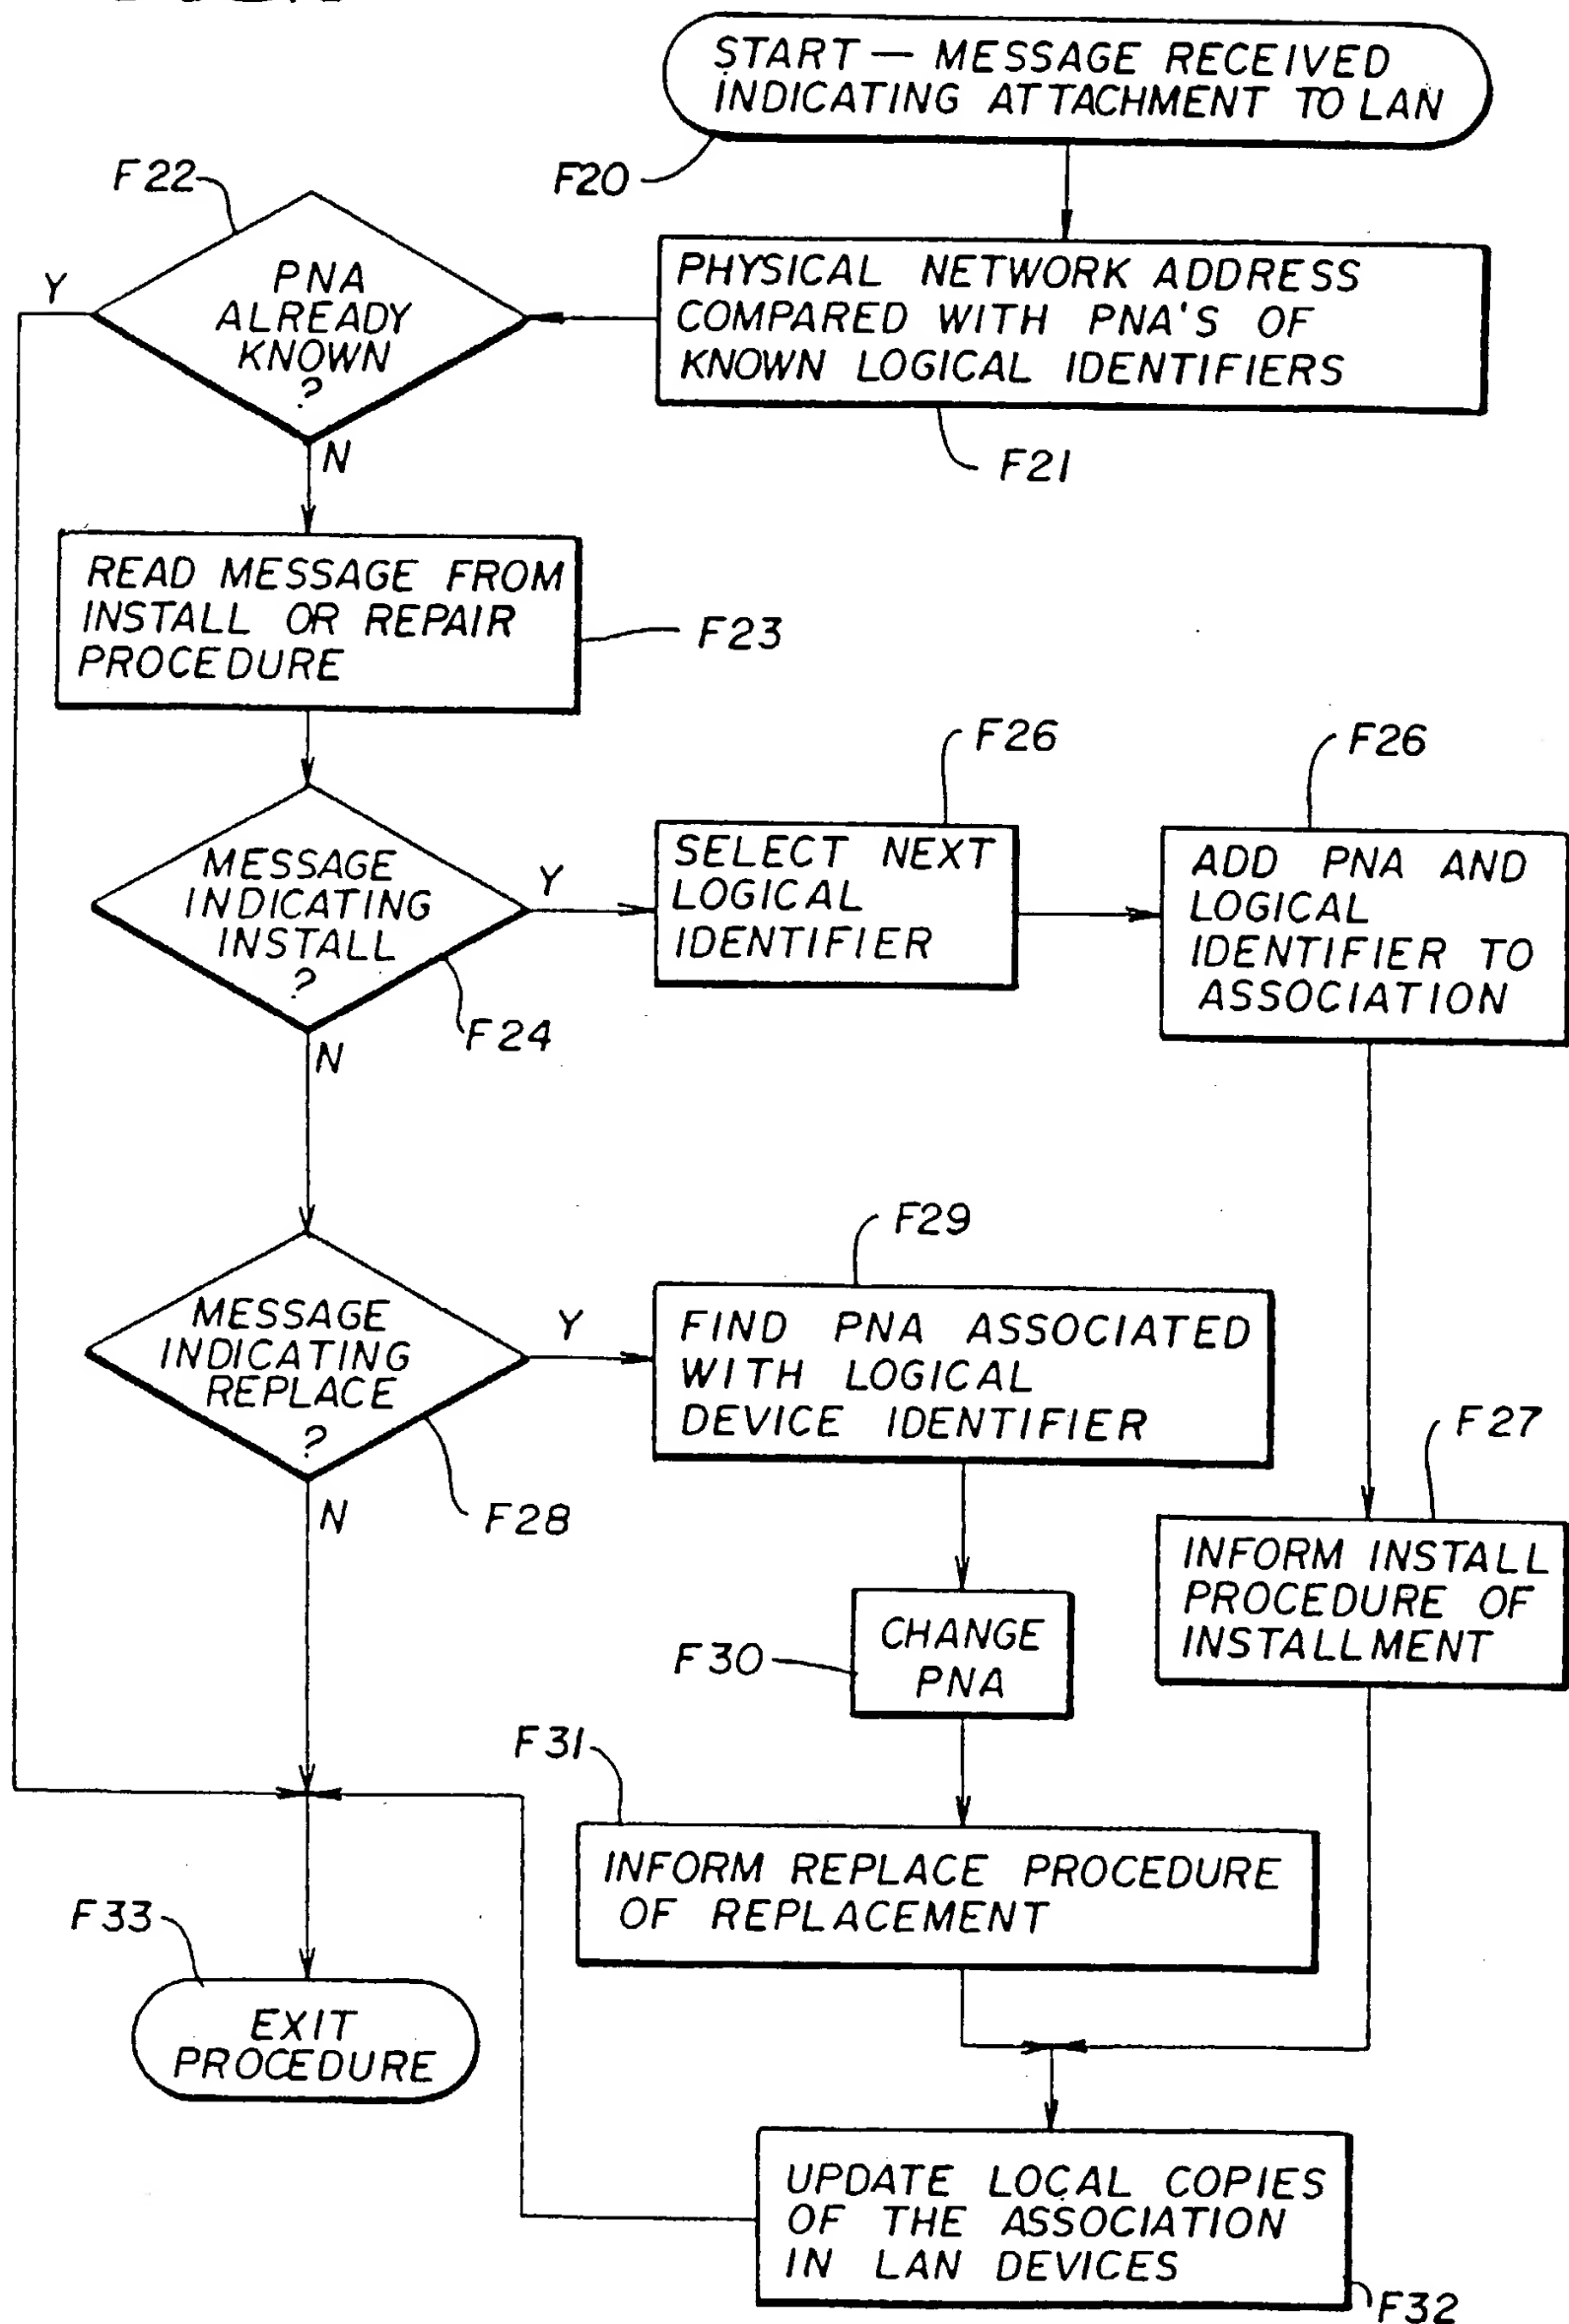 START — MESSAGE RECEIVED
INDICATING ATTACHMENT TO LAN
F20
PHYSICAL NETWORK ADDRESS
COMPARED WITH PNA'S OF
KNOWN LOGICAL IDENTIFIERS
F21
F22
PNA
ALREADY
KNOWN
?
Y
N
READ MESSAGE FROM
INSTALL OR REPAIR
PROCEDURE
F23
MESSAGE
INDICATING
INSTALL
?
Y
F24
N
F26
SELECT NEXT
LOGICAL
IDENTIFIER
F26
ADD PNA AND
LOGICAL
IDENTIFIER TO
ASSOCIATION
MESSAGE
INDICATING
REPLACE
?
Y
F28
N
F29
FIND PNA ASSOCIATED
WITH LOGICAL
DEVICE IDENTIFIER
F27
INFORM INSTALL
PROCEDURE OF
INSTALLMENT
F30
CHANGE
PNA
F31
INFORM REPLACE PROCEDURE
OF REPLACEMENT
F33
EXIT
PROCEDURE
UPDATE LOCAL COPIES
OF THE ASSOCIATION
IN LAN DEVICES
F32